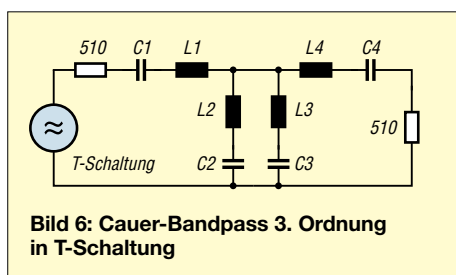 510 C1 L1 L4 C4
L2 L3 510
T-Schaltung C2 C3
Bild 6: Cauer-Bandpass 3. Ordnung
in T-Schaltung